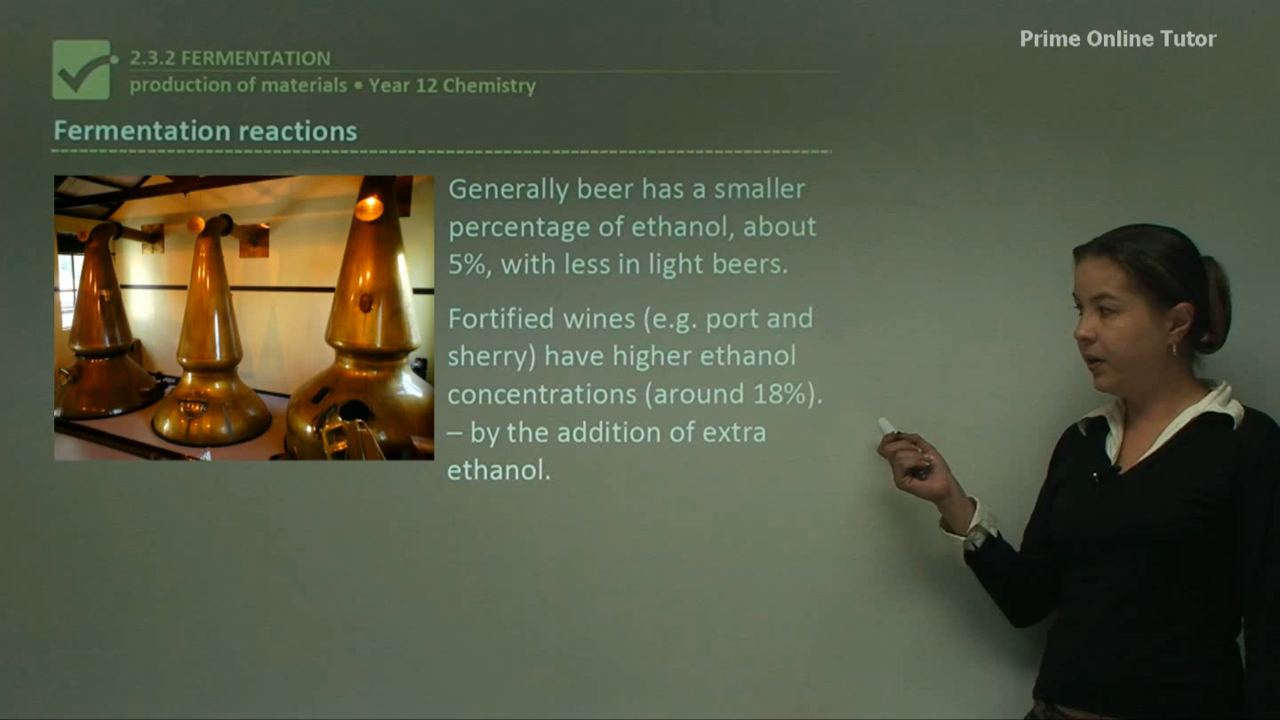 Prime Online Tutor
2.3.2 FERMENTATION
production of materials • Year 12 Chemistry
Fermentation reactions
Generally beer has a smaller
percentage of ethanol, about
5%, with less in light beers.
Fortified wines (e.g. port and
sherry) have higher ethanol
concentrations (around 18%).
– by the addition of extra
ethanol.